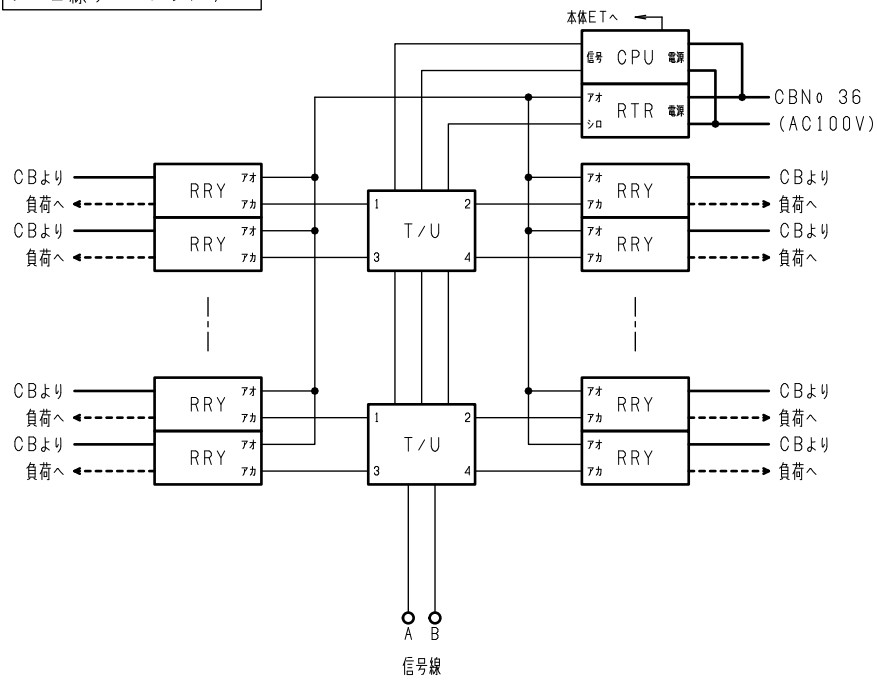 本体ETへ
信号 CPU 電源
アオ RTR 電源
シロ
CBNo 36
(AC100V)
CBより
負荷へ
RRY アオ
アカ
CBより
負荷へ
RRY アオ
アカ
1 2
T/U
3 4
アオ RRY
アカ
CBより
負荷へ
アオ RRY
アカ
CBより
負荷へ
CBより
負荷へ
RRY アオ
アカ
CBより
負荷へ
RRY アオ
アカ
1 2
T/U
3 4
アオ RRY
アカ
CBより
負荷へ
アオ RRY
アカ
CBより
負荷へ
A B
信号線